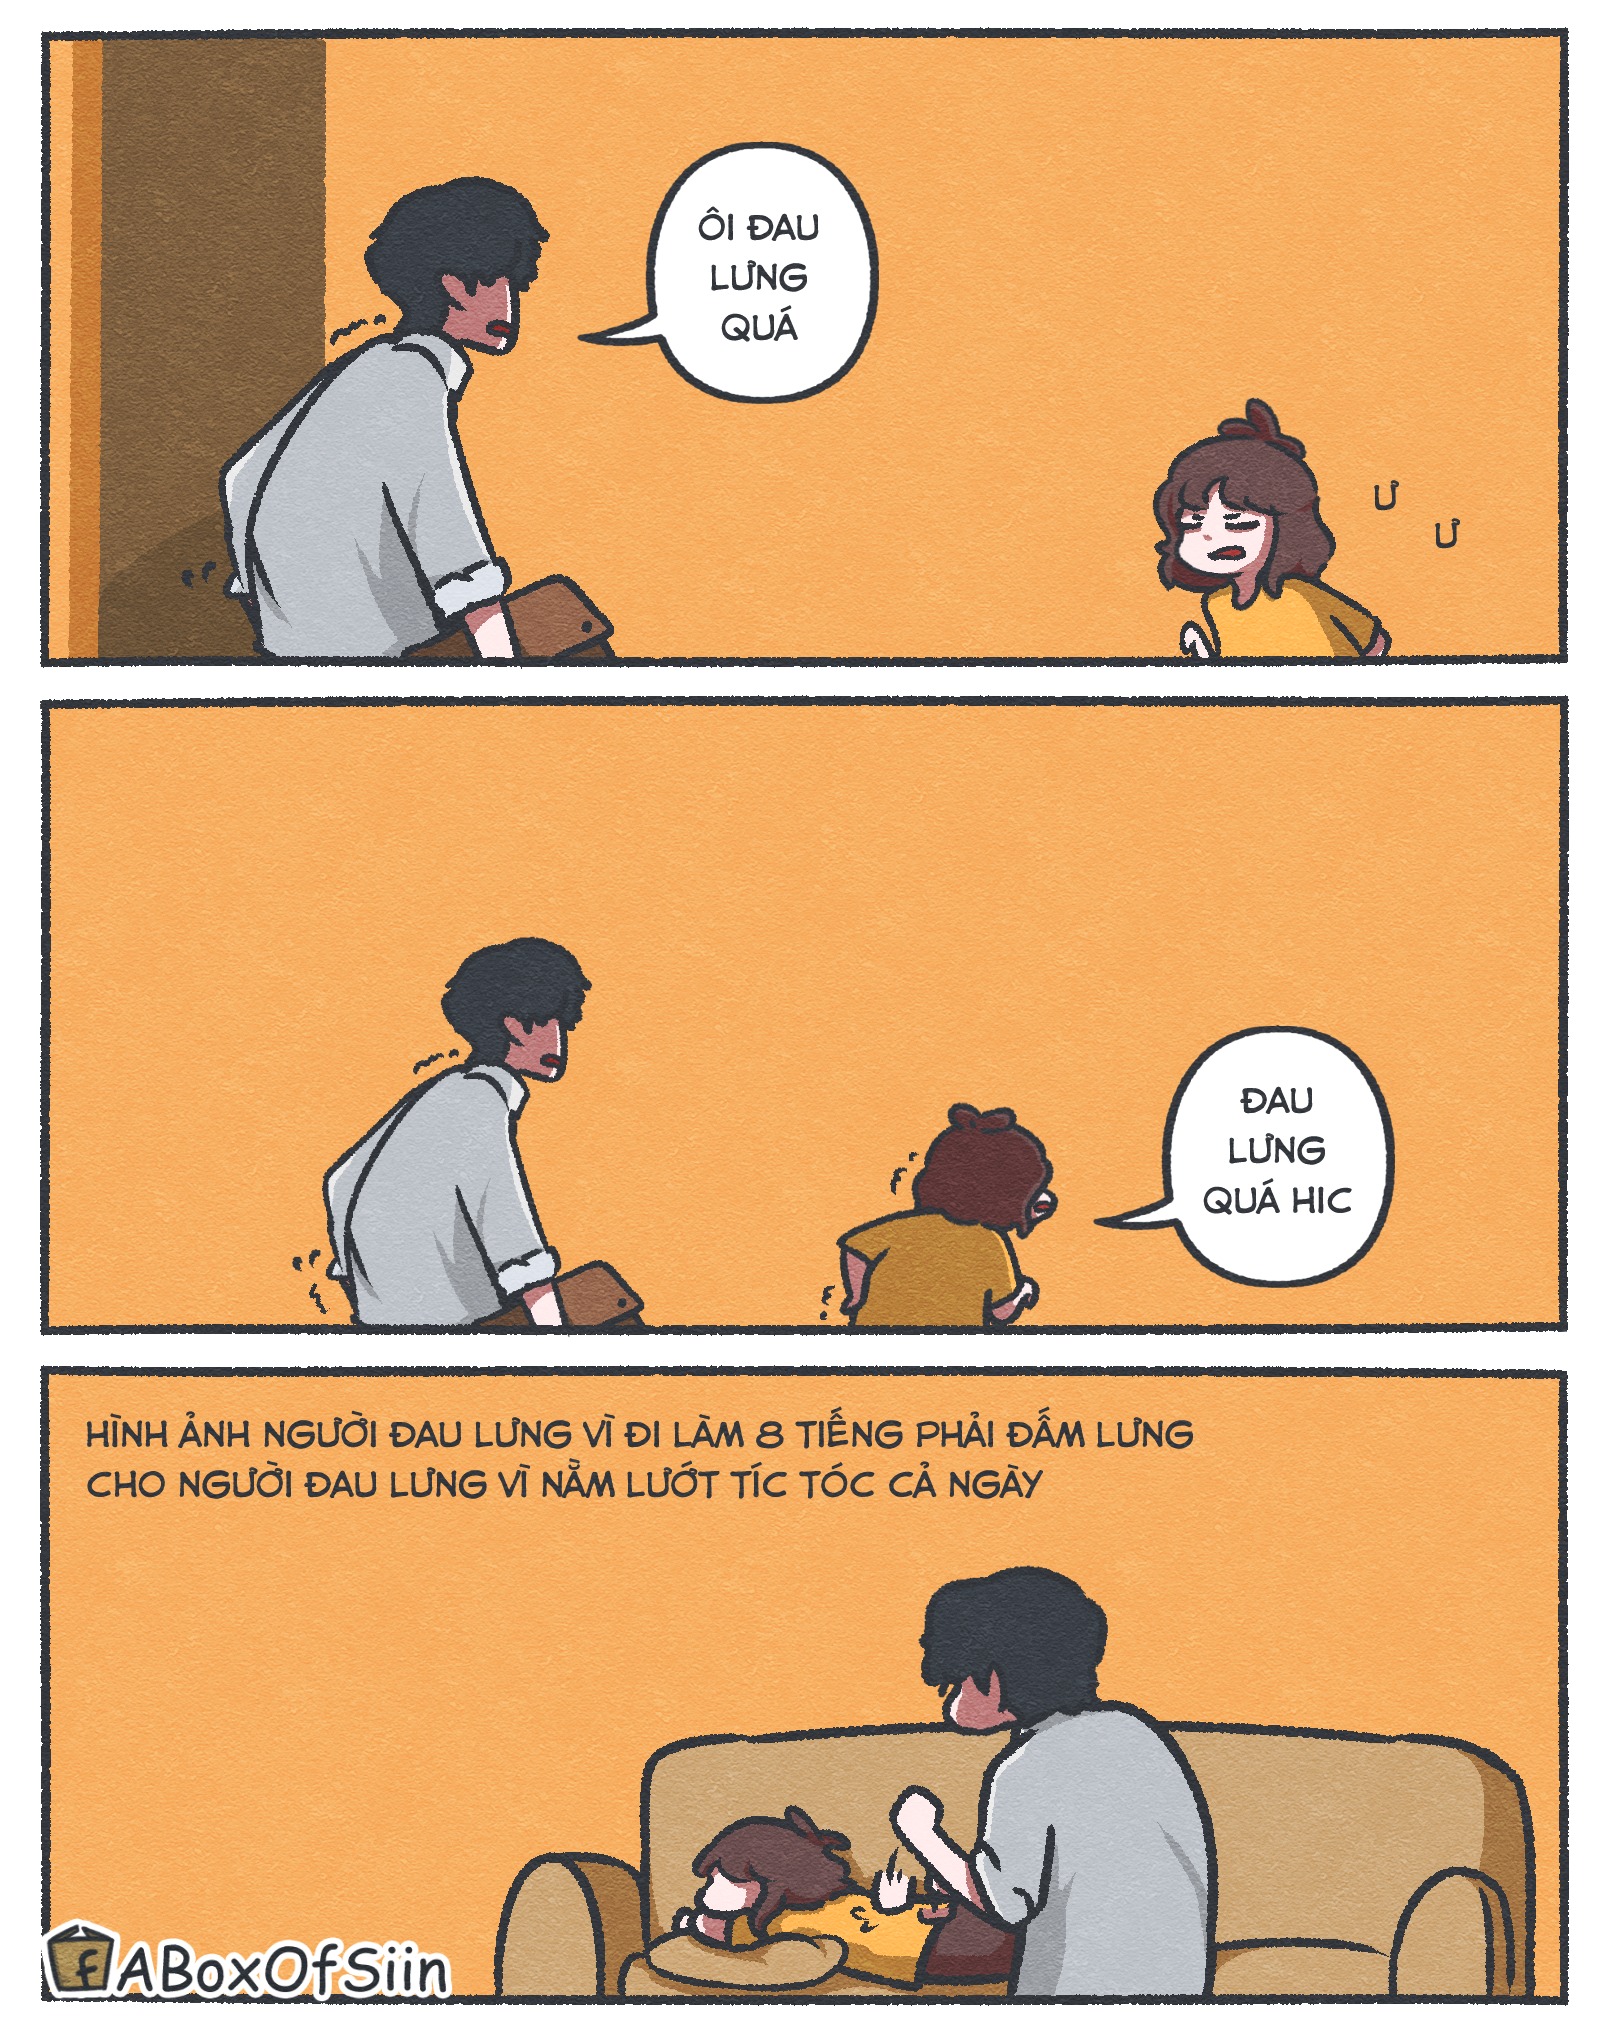 ÔI ĐAU
LƯNG
QUÁ
Ư
Ư
ĐAU
LƯNG
QUÁ HIC
HÌNH ẢNH NGƯỜI ĐAU LƯNG VÌ ĐI LÀM 8 TIẾNG PHẢI ĐẤM LƯNG
CHO NGƯỜI ĐAU LƯNG VÌ NẰM LƯỚT TÍC TÓC CẢ NGÀY
f ABoxOfSiin